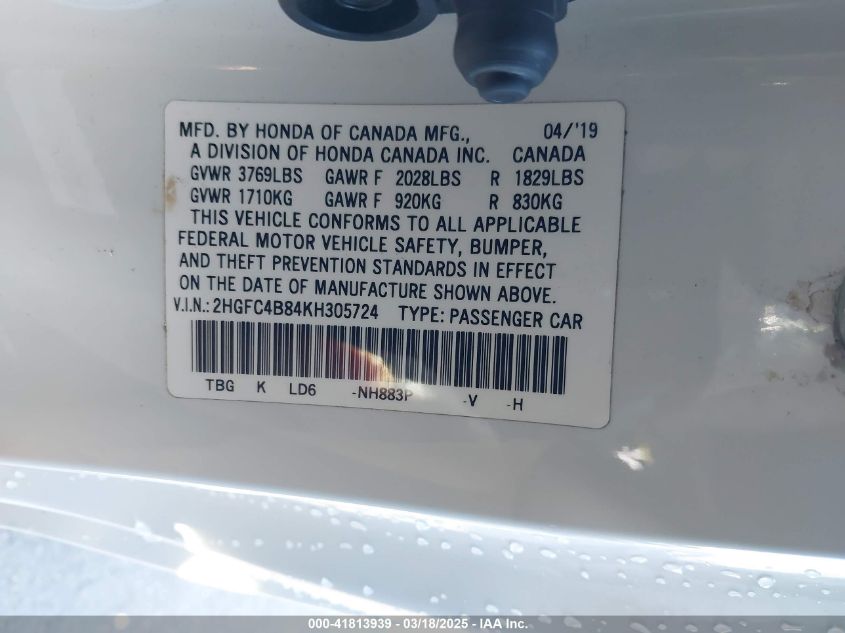 MFD. BY HONDA OF CANADA MFG., 04/'19
A DIVISION OF HONDA CANADA INC. CANADA
GVWR 3769LBS GAWR F 2028LBS R 1829LBS
GVWR 1710KG GAWR F 920KG R 830KG
THIS VEHICLE CONFORMS TO ALL APPLICABLE
FEDERAL MOTOR VEHICLE SAFETY, BUMPER,
AND THEFT PREVENTION STANDARDS IN EFFECT
ON THE DATE OF MANUFACTURE SHOWN ABOVE.
V.I.N.: 2HGFC4B84KH305724 TYPE: PASSENGER CAR
TBG K LD6 -NH883P -V -H
000-41813939 - 03/18/2025 - IAA Inc.